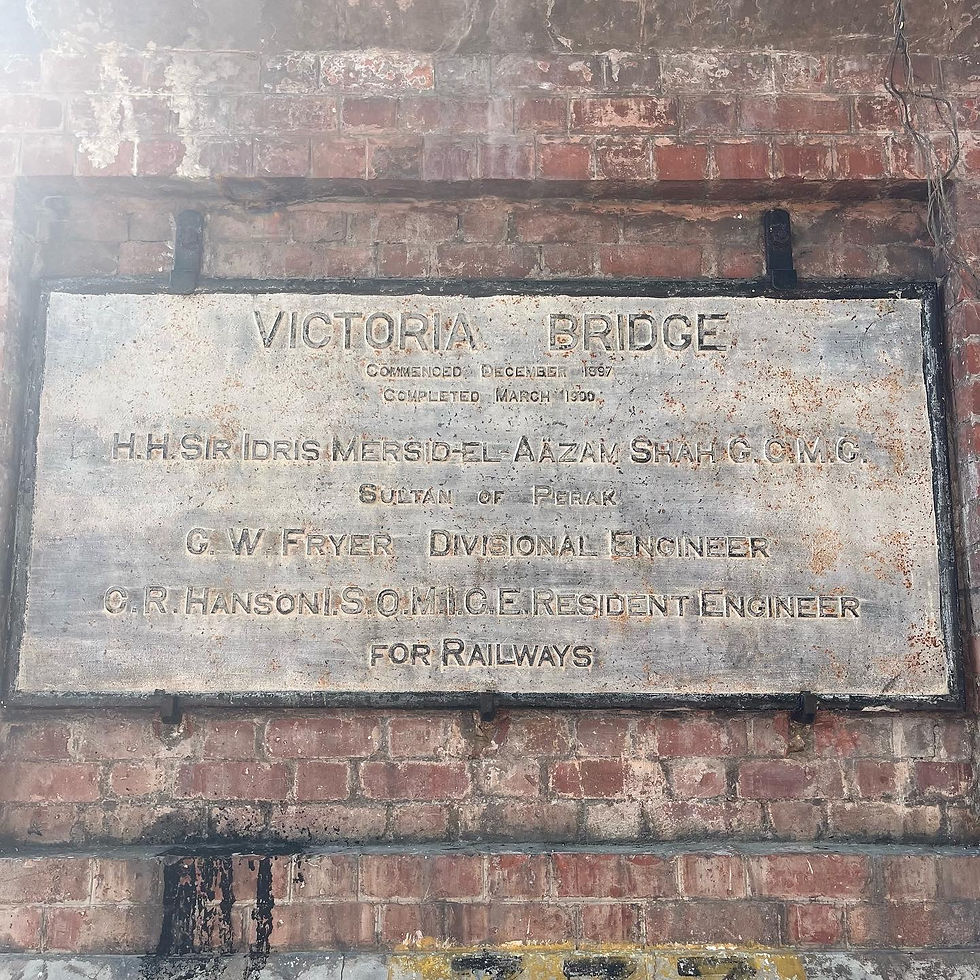 VICTORIA BRIDGE
COMMENCED DECEMBER 1897
COMPLETED MARCH 1900
H.H. SIR IDRIS MERSID-EL-AAZAM SHAH G.C.M.G.
SULTAN OF PERAK
G. W. FRYER DIVISIONAL ENGINEER
C. R. HANSON I.S.O. M.I.C.E. RESIDENT ENGINEER
FOR RAILWAYS